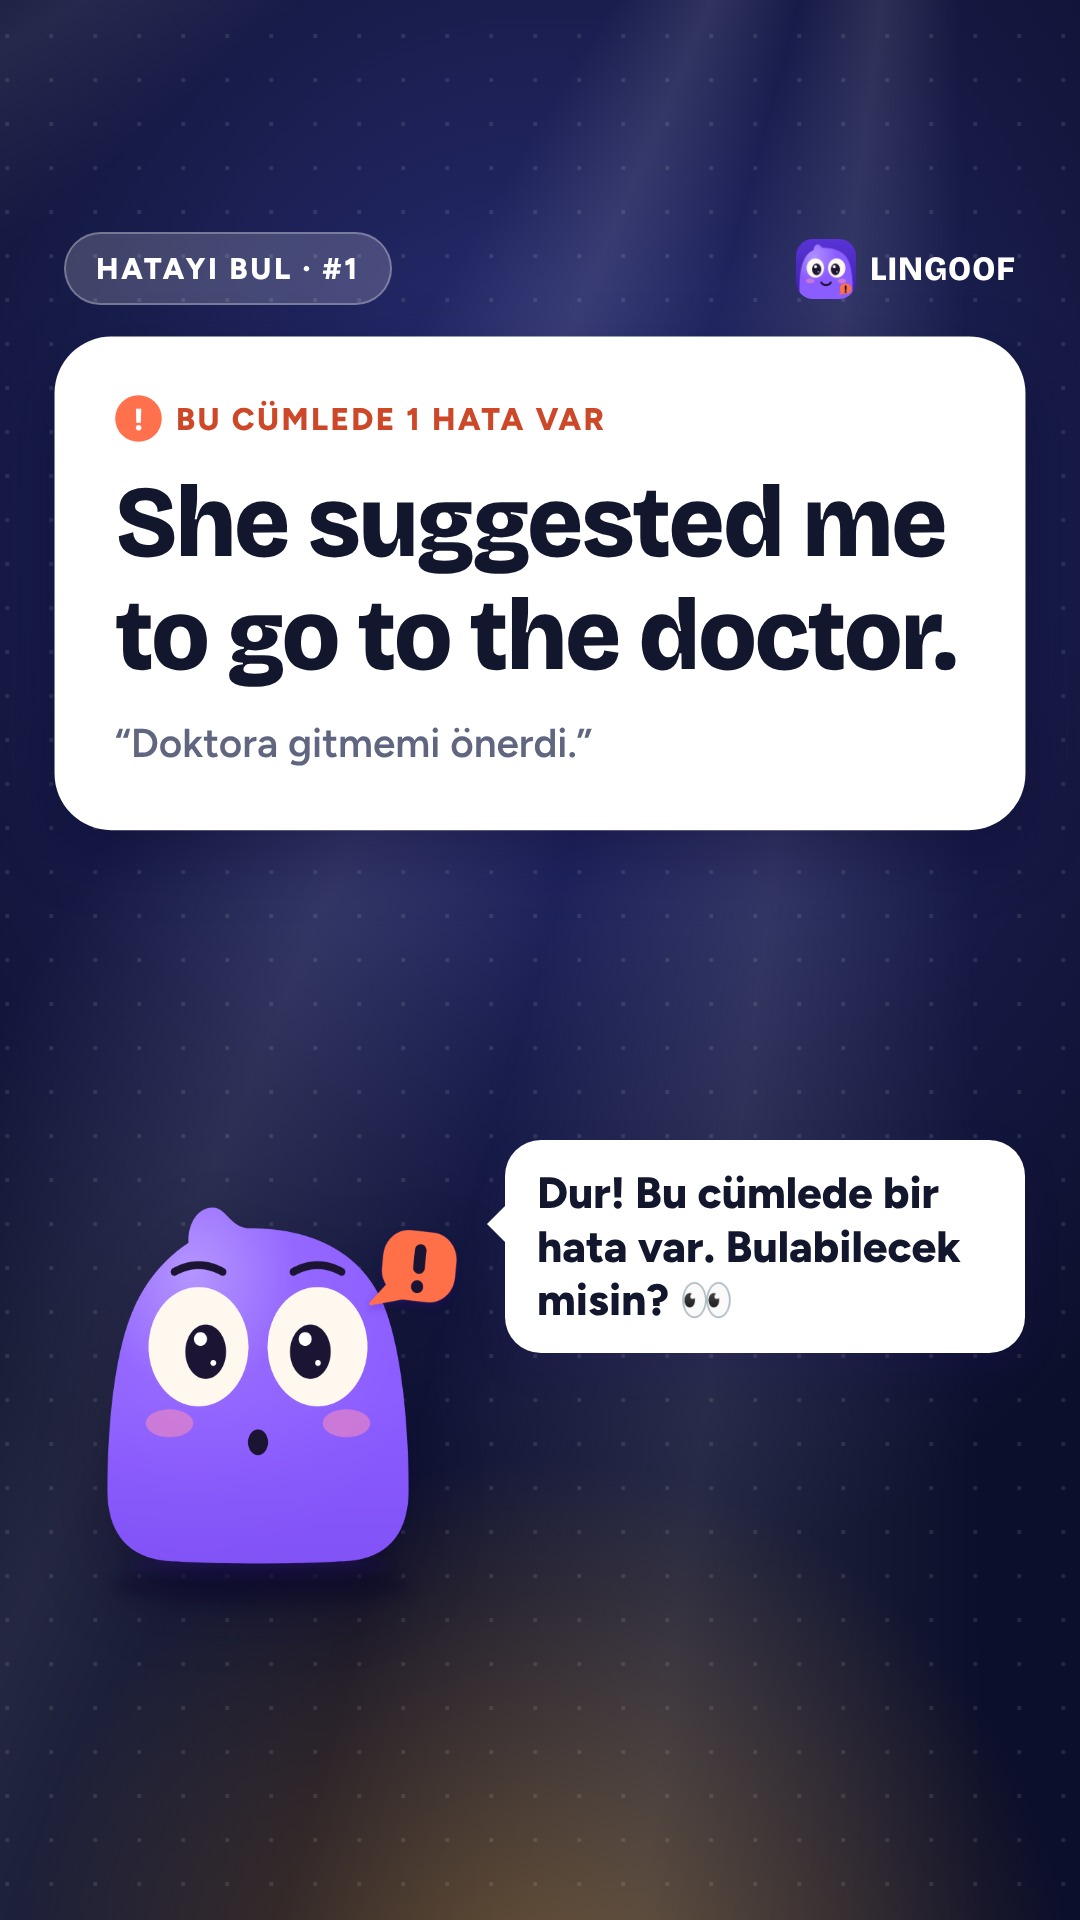 HATAYI BUL · #1
LINGOOF
! BU CÜMLEDE 1 HATA VAR
She suggested me
to go to the doctor.
“Doktora gitmemi önerdi.”
Dur! Bu cümlede bir
hata var. Bulabilecek
misin? 👀
!